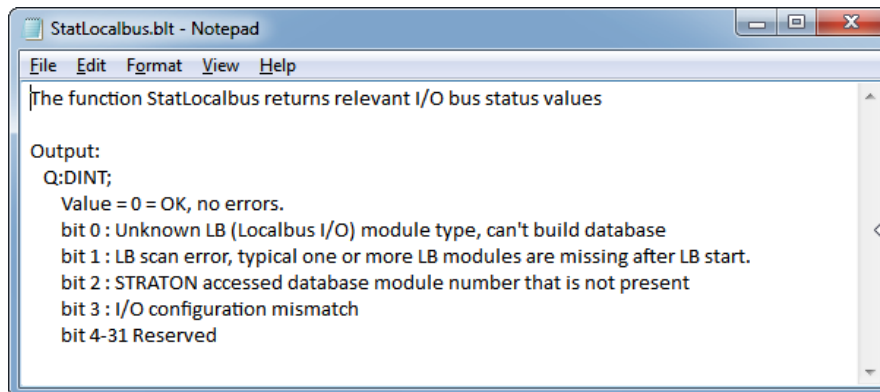 StatLocalbus.blt - Notepad
File Edit Format View Help
The function StatLocalbus returns relevant I/O bus status values
Output:
Q:DINT;
Value = 0 = OK, no errors.
bit 0 : Unknown LB (Localbus I/O) module type, can't build database
bit 1 : LB scan error, typical one or more LB modules are missing after LB start.
bit 2 : STRATON accessed database module number that is not present
bit 3 : I/O configuration mismatch
bit 4-31 Reserved